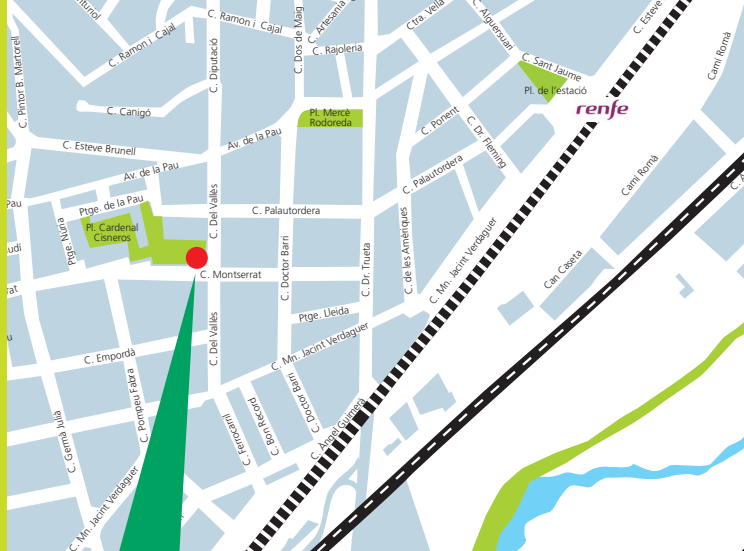 C. Ramon i Cajal
C. Artesania
Ctra. Vella
C. Alguersuari
C. Esteve
C. Pintor B. Martorell
C. Ramon i Cajal
C. Diputació
C. Dos de Maig
C. Rajoleria
C. Sant Jaume
Camí Romà
Pl. de l'estació
renfe
C. Canigó
Pl. Mercè
Rodoreda
C. Ponent
C. Dr. Fleming
C. Esteve Brunell
Av. de la Pau
Av. de la Pau
C. Palautordera
Camí Romà
Pau
Ptge. de la Pau
C. Del Vallès
C. Palautordera
Ptge. Núria
Pl. Cardenal
Cisneros
C. Doctor Barri
C. Dr. Trueta
C. de les Amèriques
C. Mn. Jacint Verdaguer
C. Montserrat
Can Caseta
Ptge. Lleida
C. Del Vallès
C. Mn. Jacint Verdaguer
C. Empordà
C. Pompeu Fabra
C. Germà Julià
C. Ferrocarril
C. Bon Record
C. Doctor Barri
C. Àngel Guimerà
C. Mn. Jacint Verdaguer